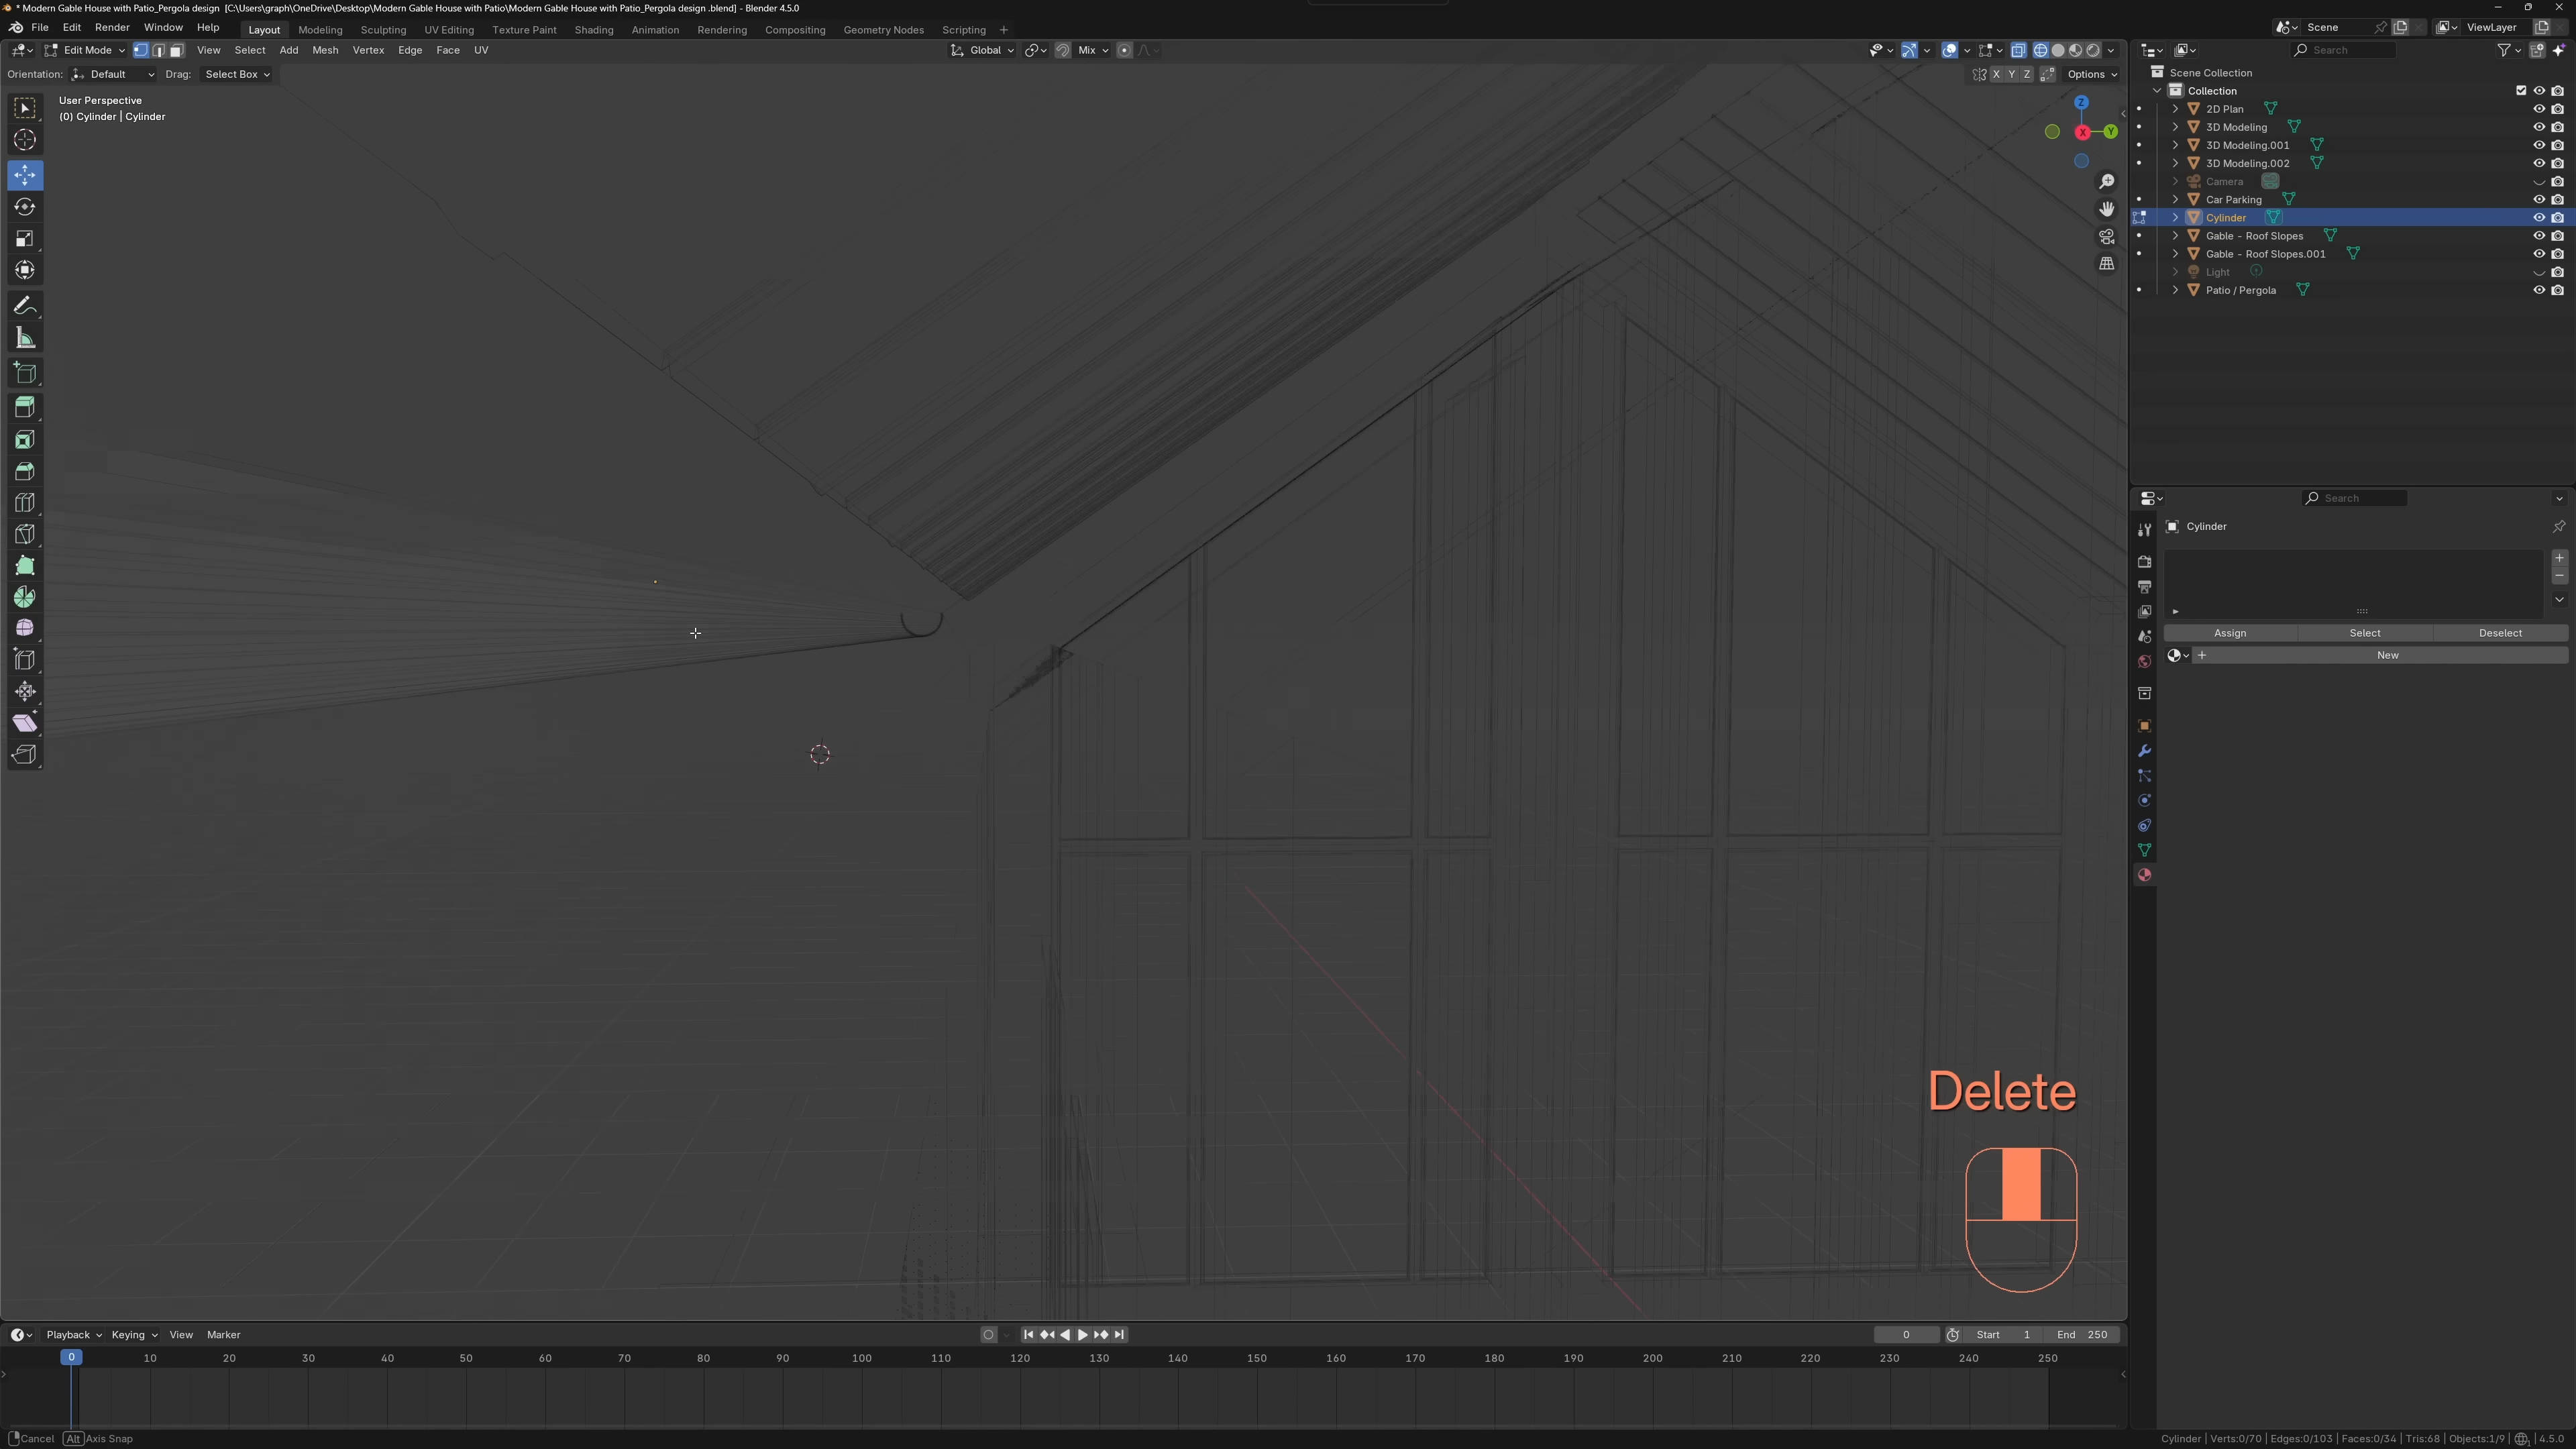 * Modern Gable House with Patio_Pergola design [C:\Users\graph\OneDrive\Desktop\Modern Gable House with Patio\Modern Gable House with Patio_Pergola design .blend] - Blender 4.5.0
File Edit Render Window Help Layout Modeling Sculpting UV Editing Texture Paint Shading Animation Rendering Compositing Geometry Nodes Scripting + Scene ViewLayer
Edit Mode View Select Add Mesh Vertex Edge Face UV Global Mix Search
Orientation: Default Drag: Select Box X Y Z Options
User Perspective
(0) Cylinder | Cylinder
Z
X
Y
Scene Collection
Collection
2D Plan
3D Modeling
3D Modeling.001
3D Modeling.002
Camera
Car Parking
Cylinder
Gable - Roof Slopes
Gable - Roof Slopes.001
Light
Patio / Pergola
Search
Cylinder
Assign Select Deselect
New
Delete
Playback Keying View Marker 0 Start 1 End 250
0 10 20 30 40 50 60 70 80 90 100 110 120 130 140 150 160 170 180 190 200 210 220 230 240 250
Cancel Alt Axis Snap Cylinder | Verts:0/70 | Edges:0/103 | Faces:0/34 | Tris:68 | Objects:1/9 | 4.5.0